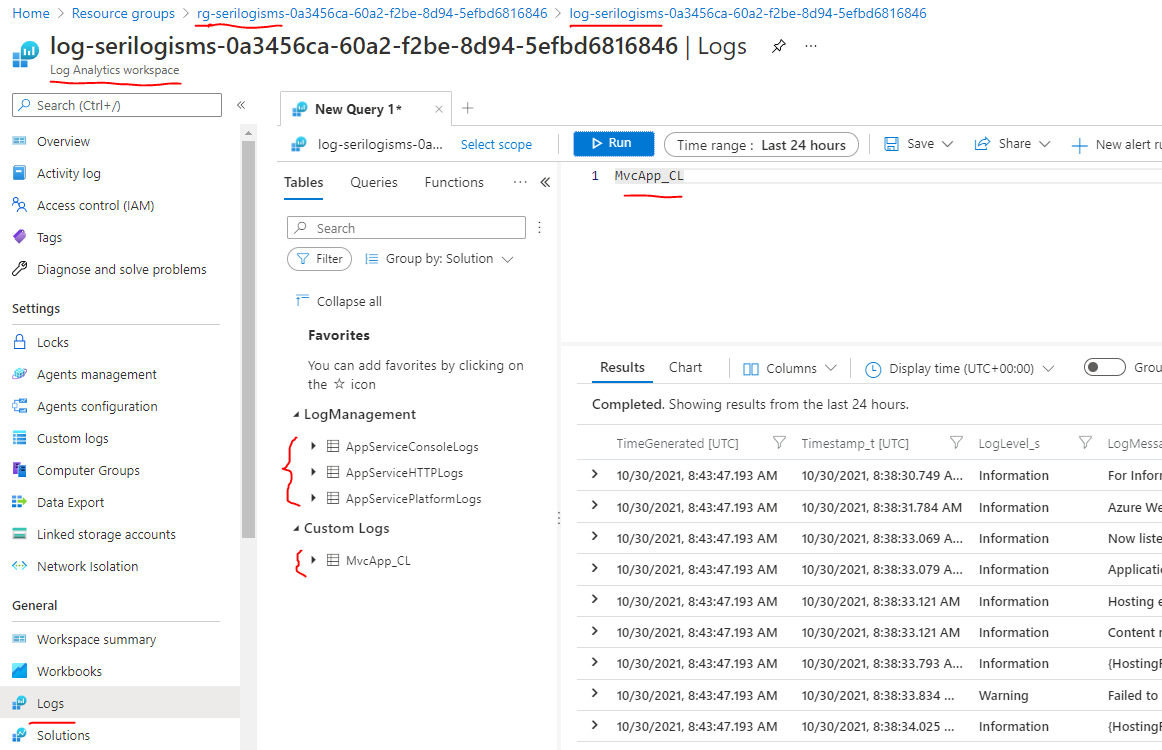 Home > Resource groups > rg-serilogisms-0a3456ca-60a2-f2be-8d94-5efbd6816846 > log-serilogisms-0a3456ca-60a2-f2be-8d94-5efbd6816846
log-serilogisms-0a3456ca-60a2-f2be-8d94-5efbd6816846 | Logs ...
Log Analytics workspace
Search (Ctrl+/) «
Overview
Activity log
Access control (IAM)
Tags
Diagnose and solve problems
Settings
Locks
Agents management
Agents configuration
Custom logs
Computer Groups
Data Export
Linked storage accounts
Network Isolation
General
Workspace summary
Workbooks
Logs
Solutions
New Query 1* × +
log-serilogisms-0a... Select scope
Run Time range : Last 24 hours Save Share New alert ru
Tables Queries Functions ... «
Search
Filter Group by: Solution
Collapse all
Favorites
You can add favorites by clicking on
the ☆ icon
LogManagement
AppServiceConsoleLogs
AppServiceHTTPLogs
AppServicePlatformLogs
Custom Logs
MvcApp_CL
1 MvcApp_CL
Results Chart Columns Display time (UTC+00:00) Grou
Completed. Showing results from the last 24 hours.
TimeGenerated [UTC] Timestamp_t [UTC] LogLevel_s LogMessa
10/30/2021, 8:43:47.193 AM 10/30/2021, 8:38:30.749 A... Information For Infor
10/30/2021, 8:43:47.193 AM 10/30/2021, 8:38:31.784 AM Information Azure We
10/30/2021, 8:43:47.193 AM 10/30/2021, 8:38:33.069 A... Information Now liste
10/30/2021, 8:43:47.193 AM 10/30/2021, 8:38:33.079 A... Information Applicatio
10/30/2021, 8:43:47.193 AM 10/30/2021, 8:38:33.121 AM Information Hosting e
10/30/2021, 8:43:47.193 AM 10/30/2021, 8:38:33.121 AM Information Content r
10/30/2021, 8:43:47.193 AM 10/30/2021, 8:38:33.793 A... Information {HostingR
10/30/2021, 8:43:47.193 AM 10/30/2021, 8:38:33.834 ... Warning Failed to
10/30/2021, 8:43:47.193 AM 10/30/2021, 8:38:34.025 ... Information {HostingR